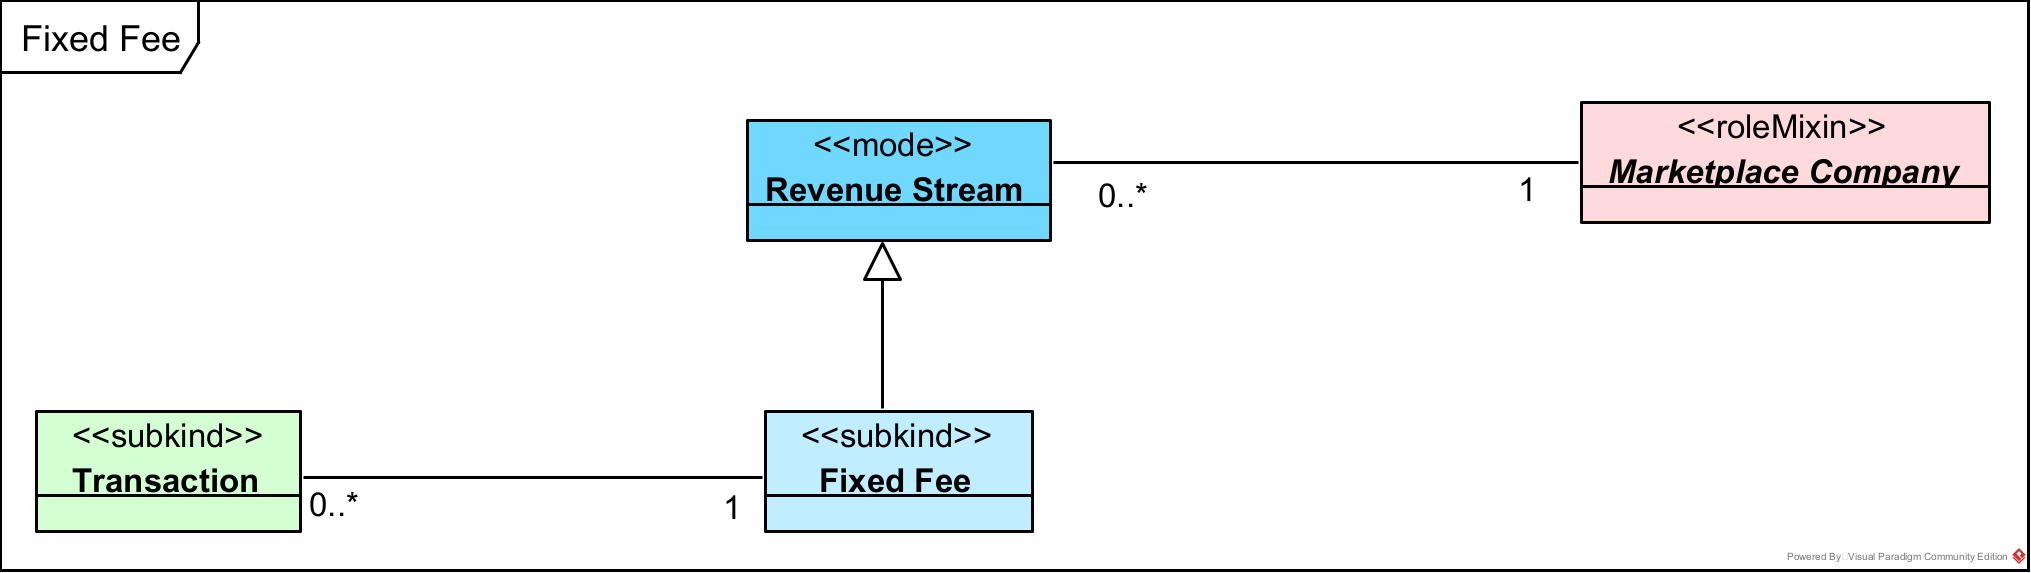 Fixed Fee
<<mode>>
Revenue Stream
<<roleMixin>>
Marketplace Company
0..*
1
<<subkind>>
Transaction
<<subkind>>
Fixed Fee
0..*
1
Powered By Visual Paradigm Community Edition